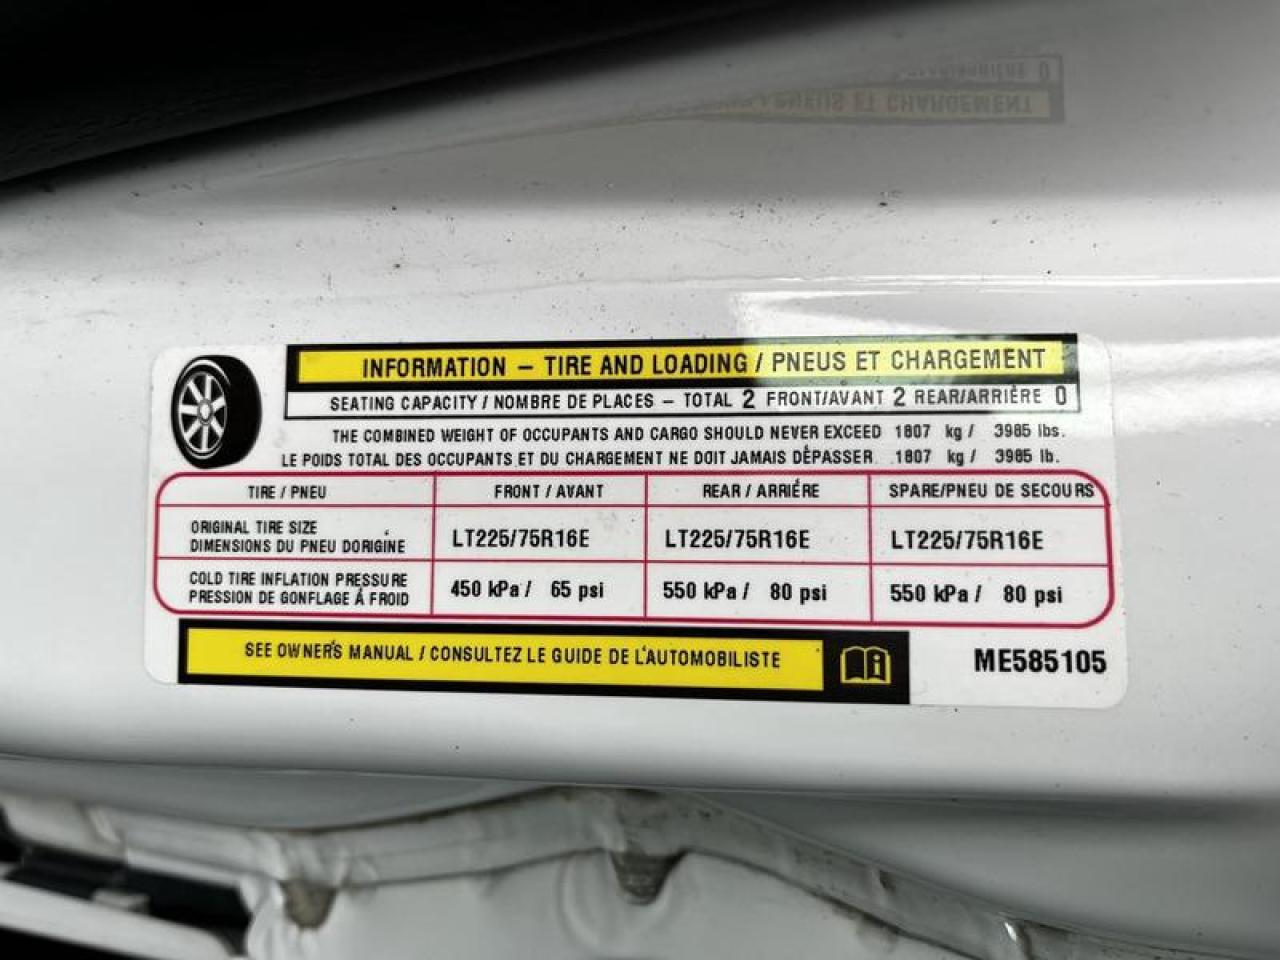 INFORMATION – TIRE AND LOADING / PNEUS ET CHARGEMENT
SEATING CAPACITY / NOMBRE DE PLACES – TOTAL 2 FRONT/AVANT 2 REAR/ARRIÈRE 0
THE COMBINED WEIGHT OF OCCUPANTS AND CARGO SHOULD NEVER EXCEED 1807 kg / 3985 lbs.
LE POIDS TOTAL DES OCCUPANTS ET DU CHARGEMENT NE DOIT JAMAIS DÉPASSER 1807 kg / 3985 lb.
TIRE / PNEU FRONT / AVANT REAR / ARRIÉRE SPARE/PNEU DE SECOURS
ORIGINAL TIRE SIZE
DIMENSIONS DU PNEU DORIGINE
LT225/75R16E LT225/75R16E LT225/75R16E
COLD TIRE INFLATION PRESSURE
PRESSION DE GONFLAGE Á FROID
450 kPa / 65 psi 550 kPa / 80 psi 550 kPa / 80 psi
SEE OWNER'S MANUAL / CONSULTEZ LE GUIDE DE L'AUTOMOBILISTE
ME585105